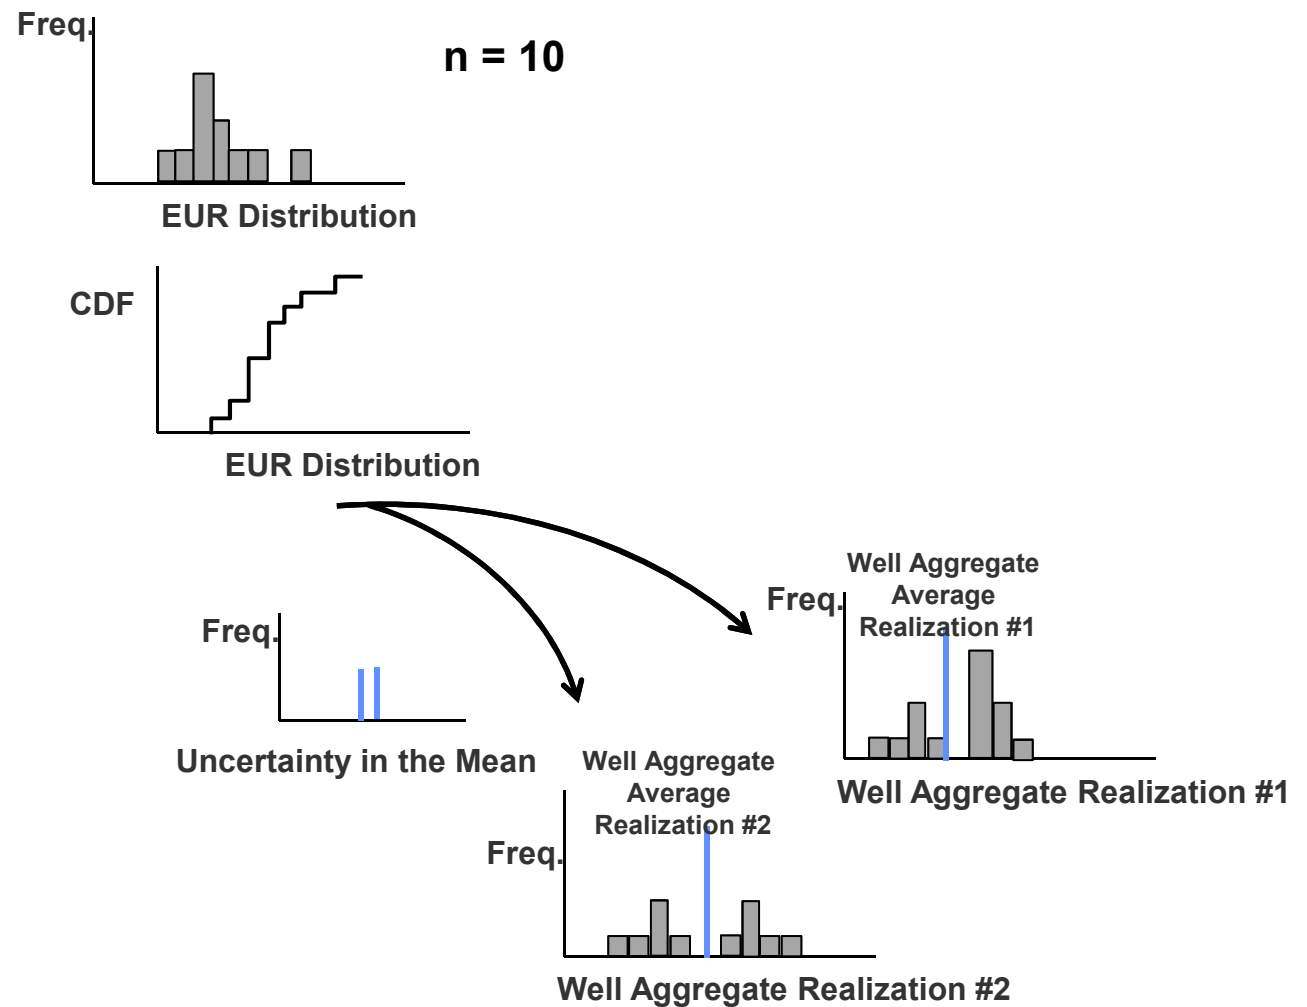 Freq.
n = 10
EUR Distribution
CDF
EUR Distribution
Well Aggregate
Average
Realization #1
Freq.
Freq.
Uncertainty in the Mean
Well Aggregate
Average
Realization #2
Well Aggregate Realization #1
Freq.
Well Aggregate Realization #2